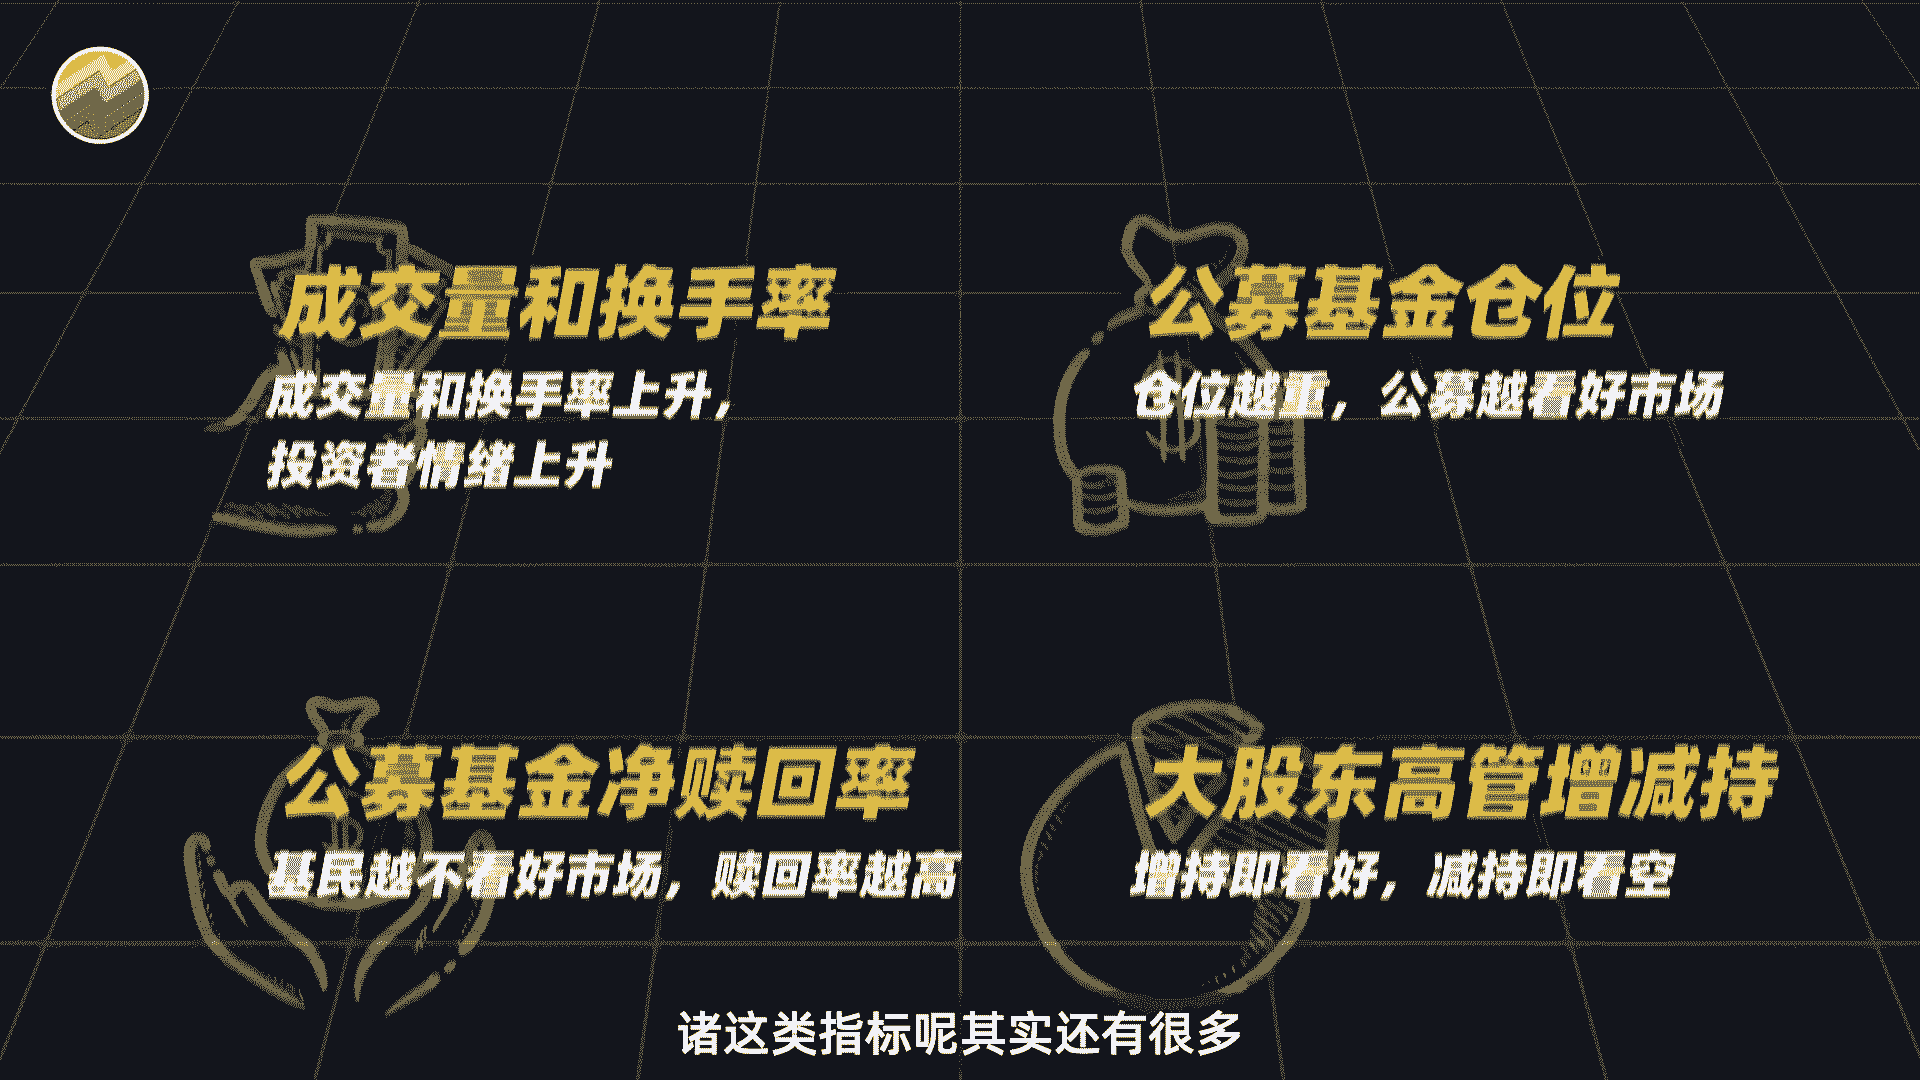 成交量和换手率
成交量和换手率上升，
投资者情绪上升
公募基金仓位
仓位越重，公募越看好市场
公募基金净赎回率
基民越不看好市场，赎回率越高
大股东高管增减持
增持即看好，减持即看空
诸这类指标呢其实还有很多